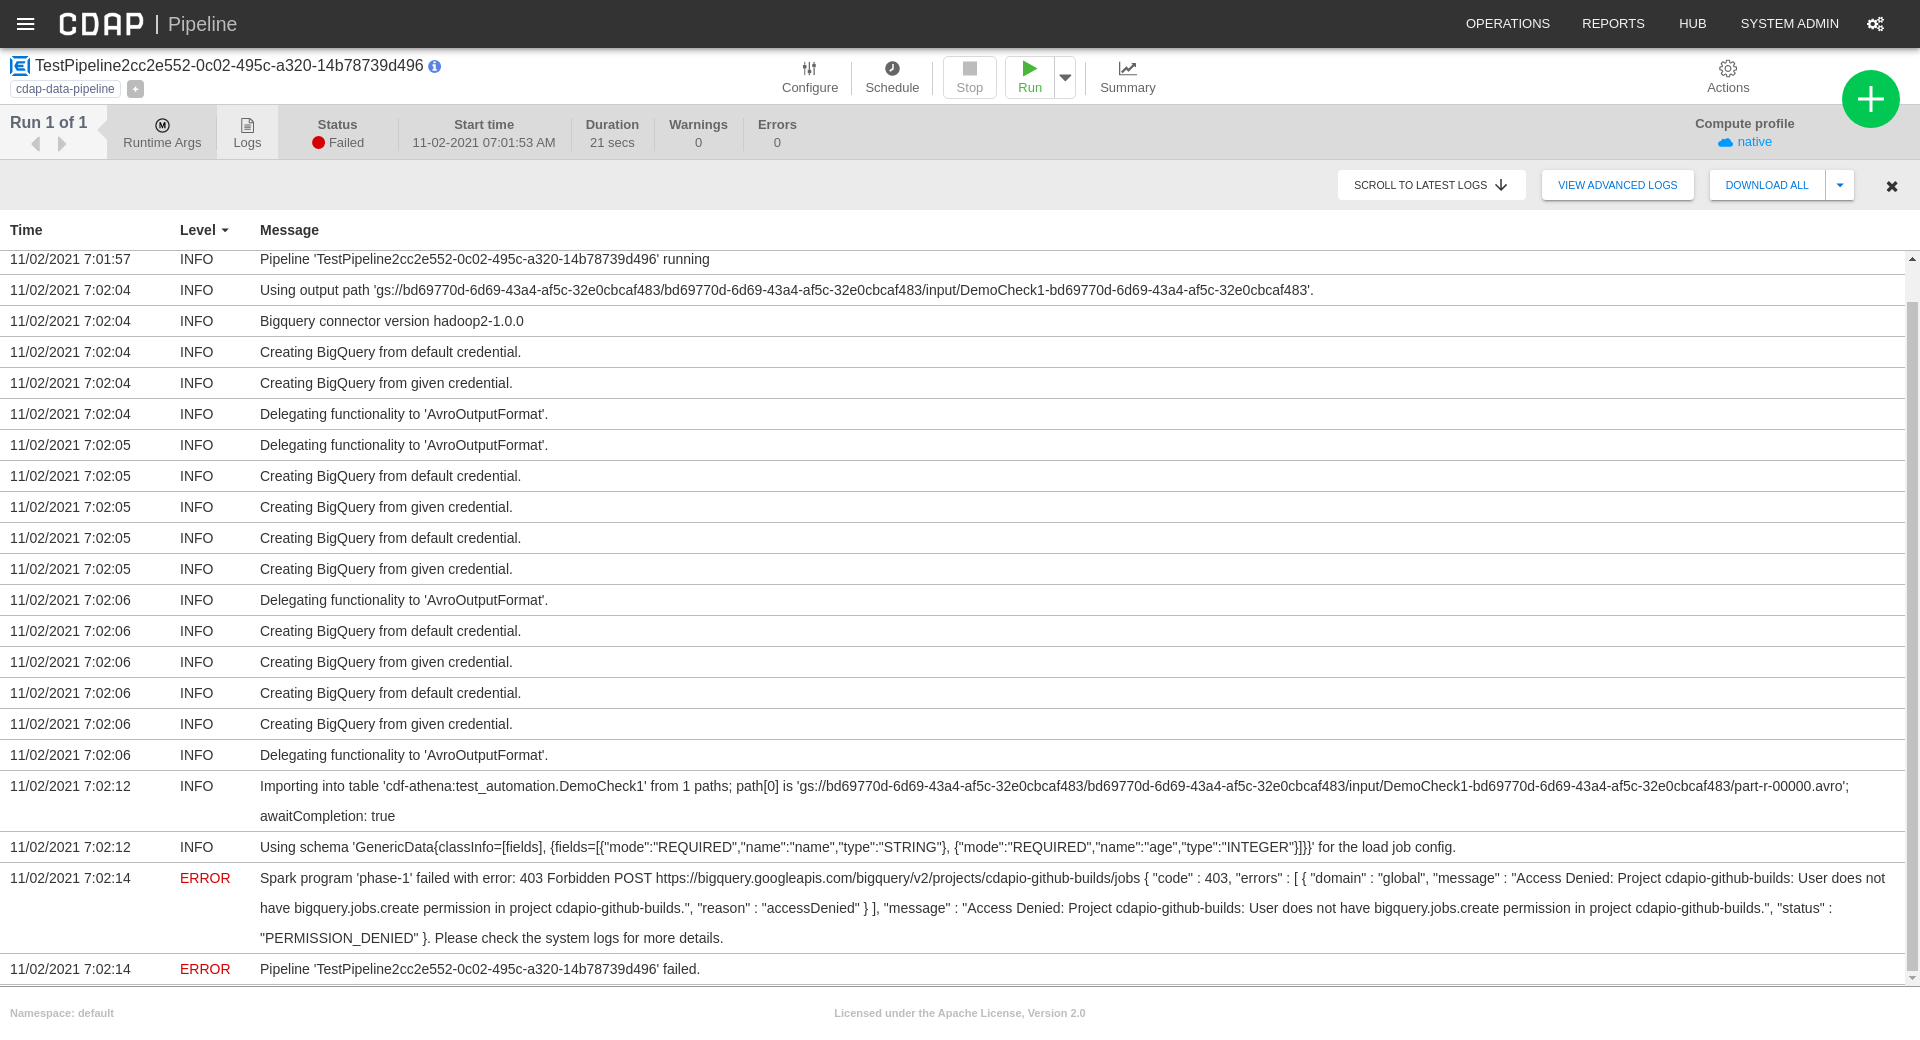 CDAP | Pipeline
OPERATIONS REPORTS HUB SYSTEM ADMIN
TestPipeline2cc2e552-0c02-495c-a320-14b78739d496
cdap-data-pipeline +
Configure Schedule Stop Run Summary Actions
Run 1 of 1
Runtime Args
Logs
Status
Failed
Start time
11-02-2021 07:01:53 AM
Duration
21 secs
Warnings
0
Errors
0
Compute profile
native
SCROLL TO LATEST LOGS VIEW ADVANCED LOGS DOWNLOAD ALL
Time Level Message
11/02/2021 7:01:57 INFO Pipeline 'TestPipeline2cc2e552-0c02-495c-a320-14b78739d496' running
11/02/2021 7:02:04 INFO Using output path 'gs://bd69770d-6d69-43a4-af5c-32e0cbcaf483/bd69770d-6d69-43a4-af5c-32e0cbcaf483/input/DemoCheck1-bd69770d-6d69-43a4-af5c-32e0cbcaf483'.
11/02/2021 7:02:04 INFO Bigquery connector version hadoop2-1.0.0
11/02/2021 7:02:04 INFO Creating BigQuery from default credential.
11/02/2021 7:02:04 INFO Creating BigQuery from given credential.
11/02/2021 7:02:04 INFO Delegating functionality to 'AvroOutputFormat'.
11/02/2021 7:02:05 INFO Delegating functionality to 'AvroOutputFormat'.
11/02/2021 7:02:05 INFO Creating BigQuery from default credential.
11/02/2021 7:02:05 INFO Creating BigQuery from given credential.
11/02/2021 7:02:05 INFO Creating BigQuery from default credential.
11/02/2021 7:02:05 INFO Creating BigQuery from given credential.
11/02/2021 7:02:06 INFO Delegating functionality to 'AvroOutputFormat'.
11/02/2021 7:02:06 INFO Creating BigQuery from default credential.
11/02/2021 7:02:06 INFO Creating BigQuery from given credential.
11/02/2021 7:02:06 INFO Creating BigQuery from default credential.
11/02/2021 7:02:06 INFO Creating BigQuery from given credential.
11/02/2021 7:02:06 INFO Delegating functionality to 'AvroOutputFormat'.
11/02/2021 7:02:12 INFO Importing into table 'cdf-athena:test_automation.DemoCheck1' from 1 paths; path[0] is 'gs://bd69770d-6d69-43a4-af5c-32e0cbcaf483/bd69770d-6d69-43a4-af5c-32e0cbcaf483/input/DemoCheck1-bd69770d-6d69-43a4-af5c-32e0cbcaf483/part-r-00000.avro';
awaitCompletion: true
11/02/2021 7:02:12 INFO Using schema 'GenericData{classInfo=[fields], {fields=[{"mode":"REQUIRED","name":"name","type":"STRING"}, {"mode":"REQUIRED","name":"age","type":"INTEGER"}]}}' for the load job config.
11/02/2021 7:02:14 ERROR Spark program 'phase-1' failed with error: 403 Forbidden POST https://bigquery.googleapis.com/bigquery/v2/projects/cdapio-github-builds/jobs { "code" : 403, "errors" : [ { "domain" : "global", "message" : "Access Denied: Project cdapio-github-builds: User does not
have bigquery.jobs.create permission in project cdapio-github-builds.", "reason" : "accessDenied" } ], "message" : "Access Denied: Project cdapio-github-builds: User does not have bigquery.jobs.create permission in project cdapio-github-builds.", "status" :
"PERMISSION_DENIED" }. Please check the system logs for more details.
11/02/2021 7:02:14 ERROR Pipeline 'TestPipeline2cc2e552-0c02-495c-a320-14b78739d496' failed.
Namespace: default
Licensed under the Apache License, Version 2.0